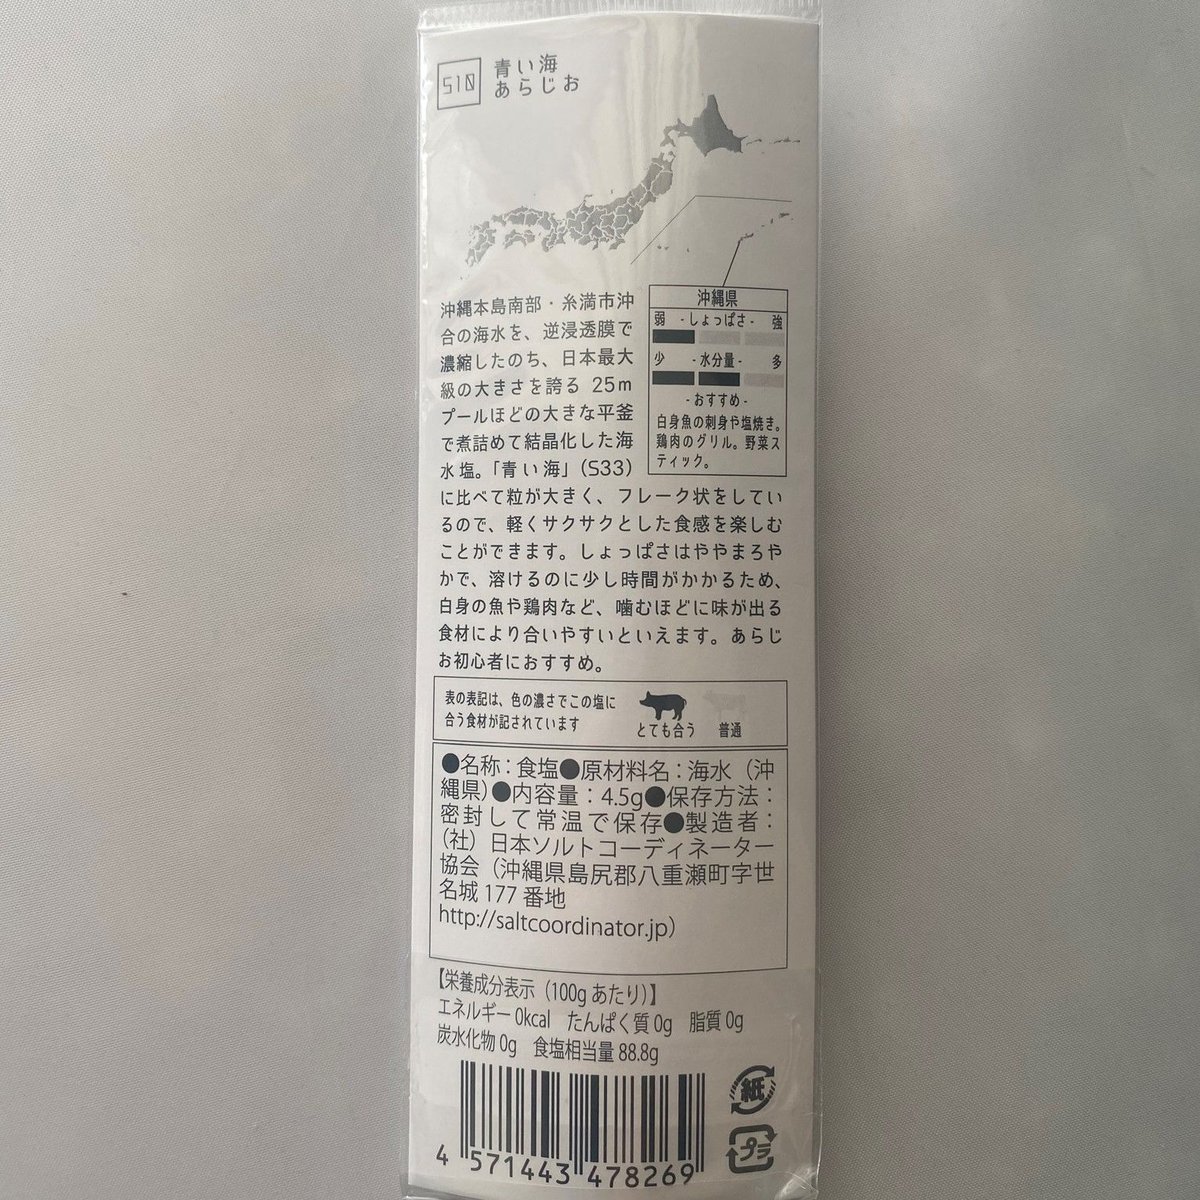 S10
青い海
あらじお
沖縄県
弱 -しょっぱさ- 強
少 -水分量- 多
-おすすめ-
白身魚の刺身や塩焼き。
鶏肉のグリル。野菜ス
ティック。
沖縄本島南部・糸満市沖
合の海水を、逆浸透膜で
濃縮したのち、日本最大
級の大きさを誇る 25m
プールほどの大きな平釜
で煮詰めて結晶化した海
水塩。「青い海」(S33)
に比べて粒が大きく、フレーク状をしてい
るので、軽くサクサクとした食感を楽しむ
ことができます。しょっぱさはややまろや
かで、溶けるのに少し時間がかかるため、
白身の魚や鶏肉など、噛むほどに味が出る
食材により合いやすいといえます。あらじ
お初心者におすすめ。
表の表記は、色の濃さでこの塩に
合う食材が記されています
とても合う 普通
●名称：食塩●原材料名：海水（沖
縄県）●内容量：4.5g●保存方法：
密封して常温で保存●製造者：
（社）日本ソルトコーディネーター
協会（沖縄県島尻郡八重瀬町字世
名城 177 番地
http://saltcoordinator.jp）
【栄養成分表示（100g あたり）】
エネルギー 0kcal たんぱく質 0g 脂質 0g
炭水化物 0g 食塩相当量 88.8g
紙
プラ
4 571443 478269